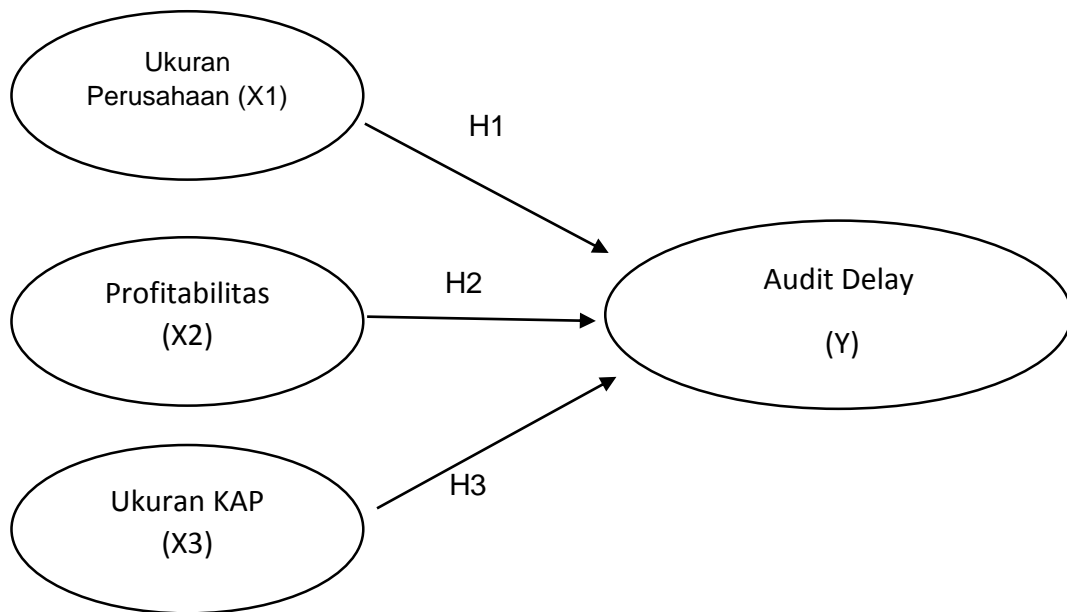 Ukuran
Perusahaan (X1)
H1
Profitabilitas
(X2)
H2
Audit Delay
(Y)
Ukuran KAP
(X3)
H3